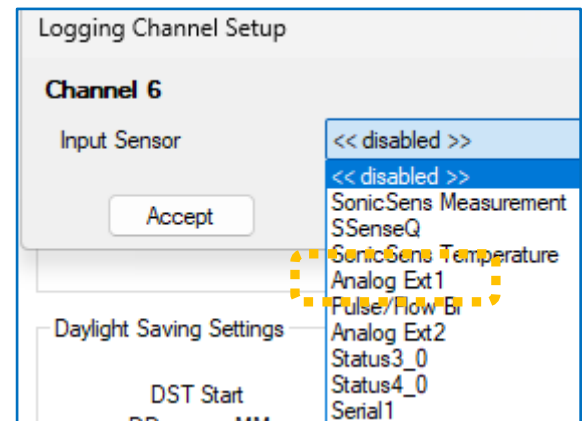 Logging Channel Setup
Channel 6
Input Sensor
<< disabled >>
<< disabled >>
SonicSens Measurement
SSenseQ
SonicSens Temperature
Analog Ext1
Pulse/Flow BI
Analog Ext2
Status3_0
Status4_0
Serial1
Accept
Daylight Saving Settings
DST Start